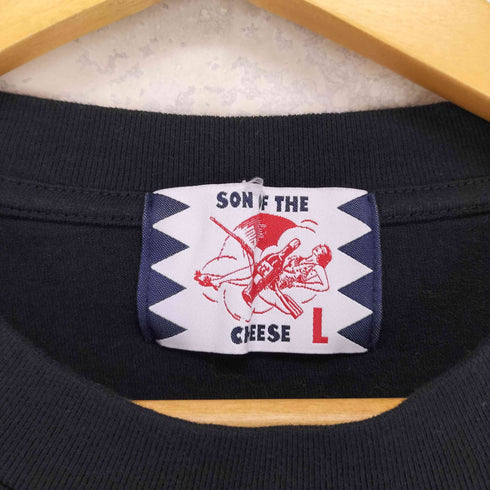 SON OF THE
CHEESE L